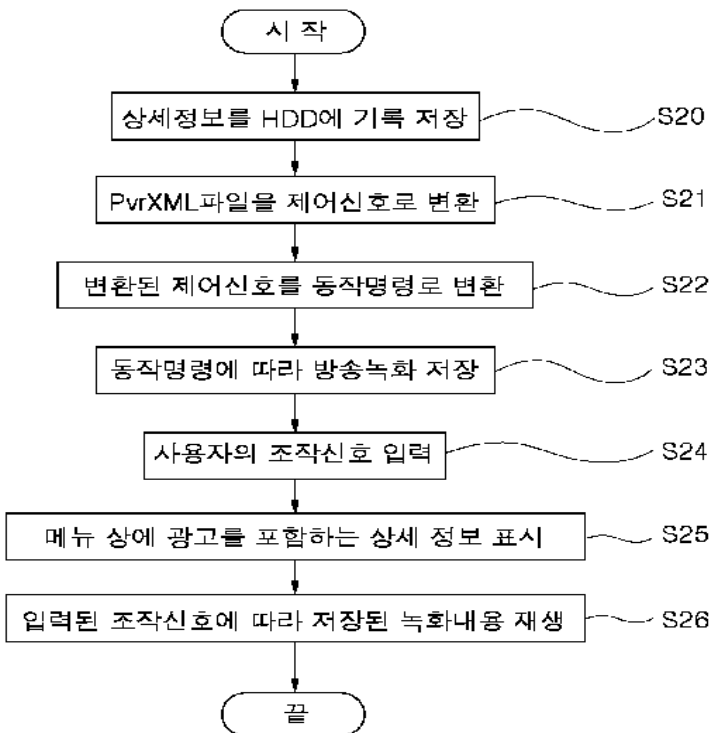 시 작
상세정보를 HDD에 기록 저장
S20
PvrXML파일을 제어신호로 변환
S21
변환된 제어신호를 동작명령로 변환
S22
동작명령에 따라 방송녹화 저장
S23
사용자의 조작신호 입력
S24
메뉴 상에 광고를 포함하는 상세 정보 표시
S25
입력된 조작신호에 따라 저장된 녹화내용 재생
S26
끝